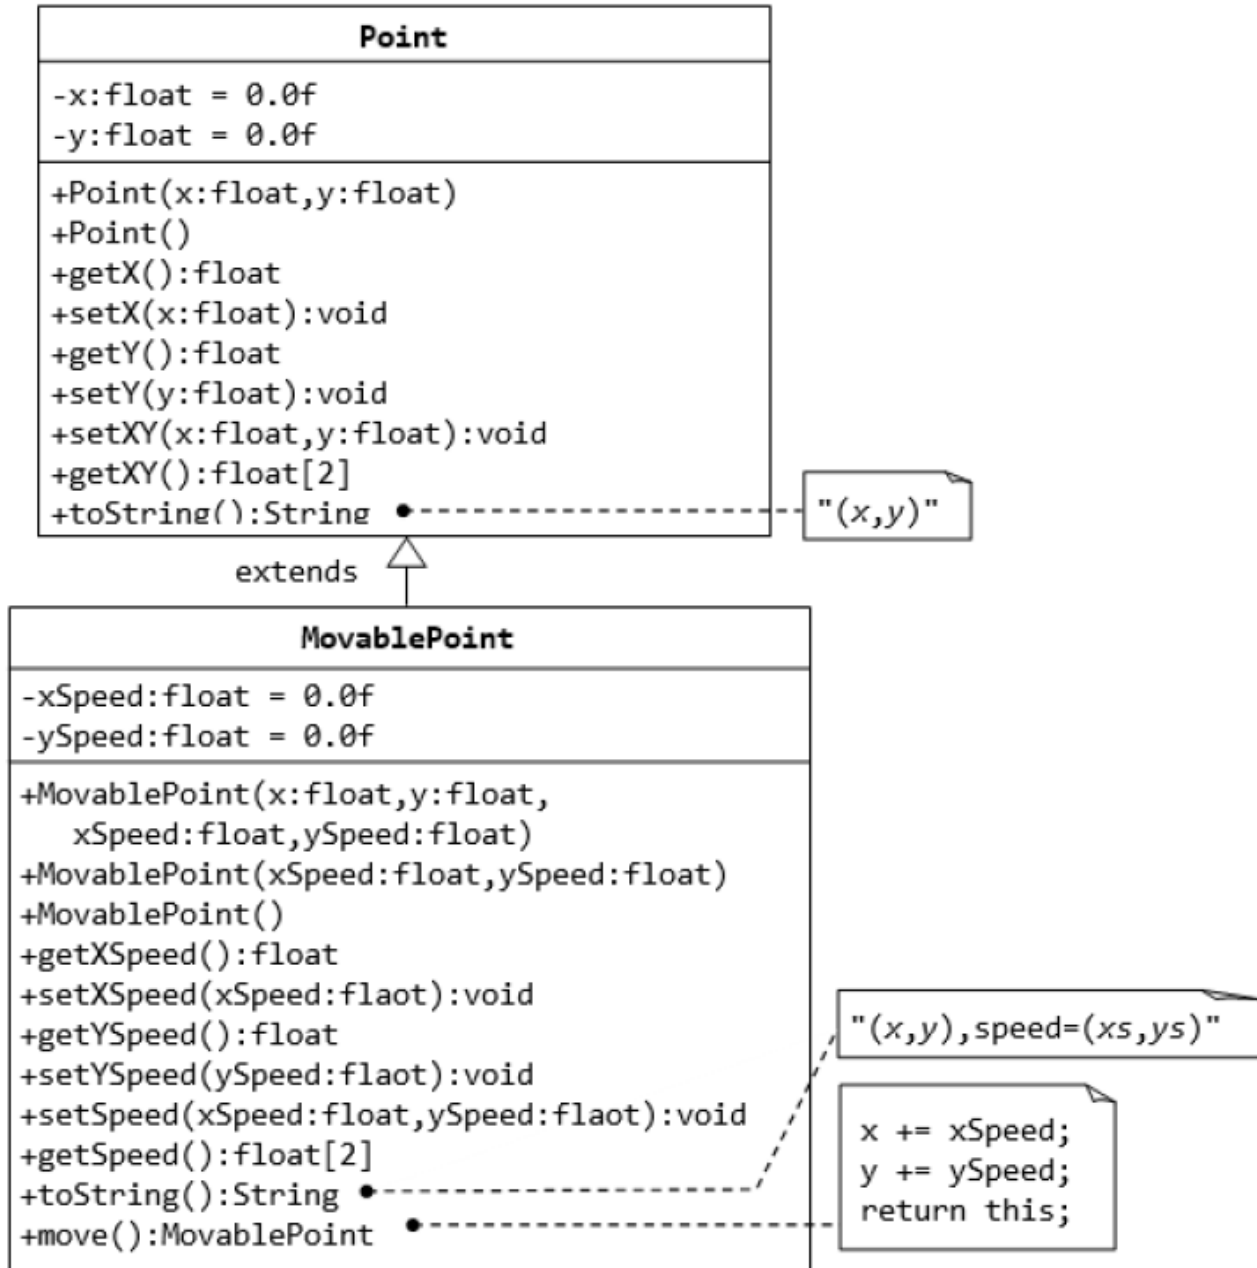 Point
-x:float = 0.0f
-y:float = 0.0f
+Point(x:float,y:float)
+Point()
+getX():float
+setX(x:float):void
+getY():float
+setY(y:float):void
+setXY(x:float,y:float):void
+getXY():float[2]
+toString():String
"(x,y)"
extends
MovablePoint
-xSpeed:float = 0.0f
-ySpeed:float = 0.0f
+MovablePoint(x:float,y:float,
xSpeed:float,ySpeed:float)
+MovablePoint(xSpeed:float,ySpeed:float)
+MovablePoint()
+getXSpeed():float
+setXSpeed(xSpeed:flaot):void
+getYSpeed():float
+setYSpeed(ySpeed:flaot):void
+setSpeed(xSpeed:float,ySpeed:flaot):void
+getSpeed():float[2]
+toString():String
+move():MovablePoint
"(x,y),speed=(xs,ys)"
x += xSpeed;
y += ySpeed;
return this;